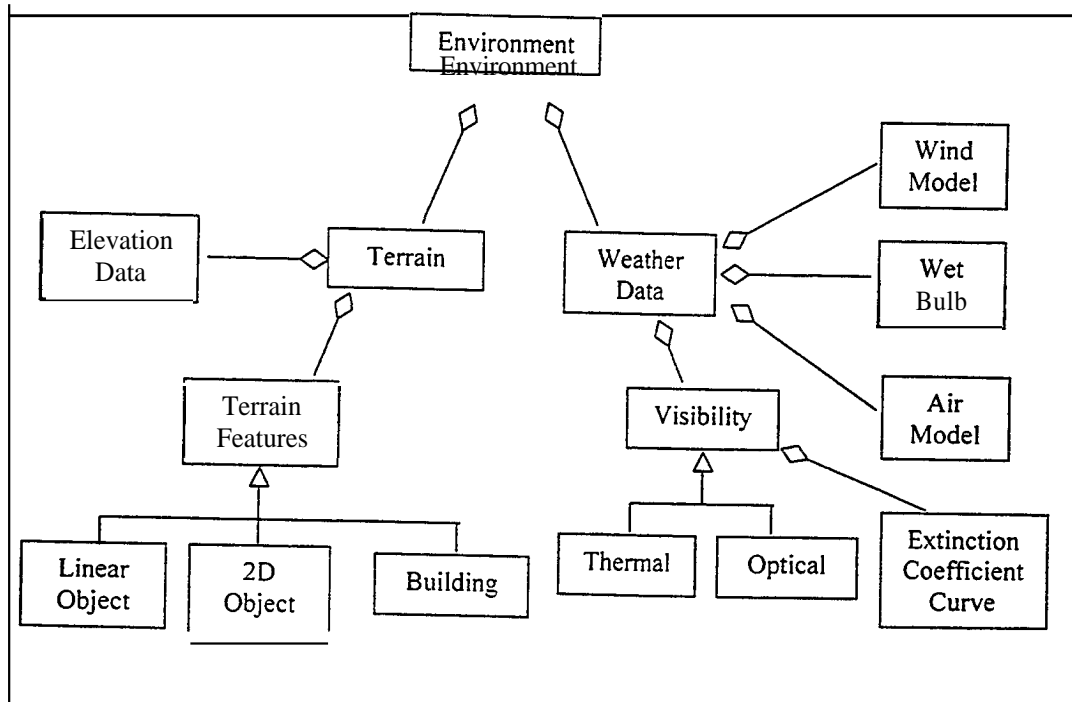 Environment
Environment
Wind
Model
Elevation
Data
Terrain
Weather
Data
Wet
Bulb
Terrain
Features
Visibility
Air
Model
Linear
Object
2D
Object
Building
Thermal
Optical
Extinction
Coefficient
Curve